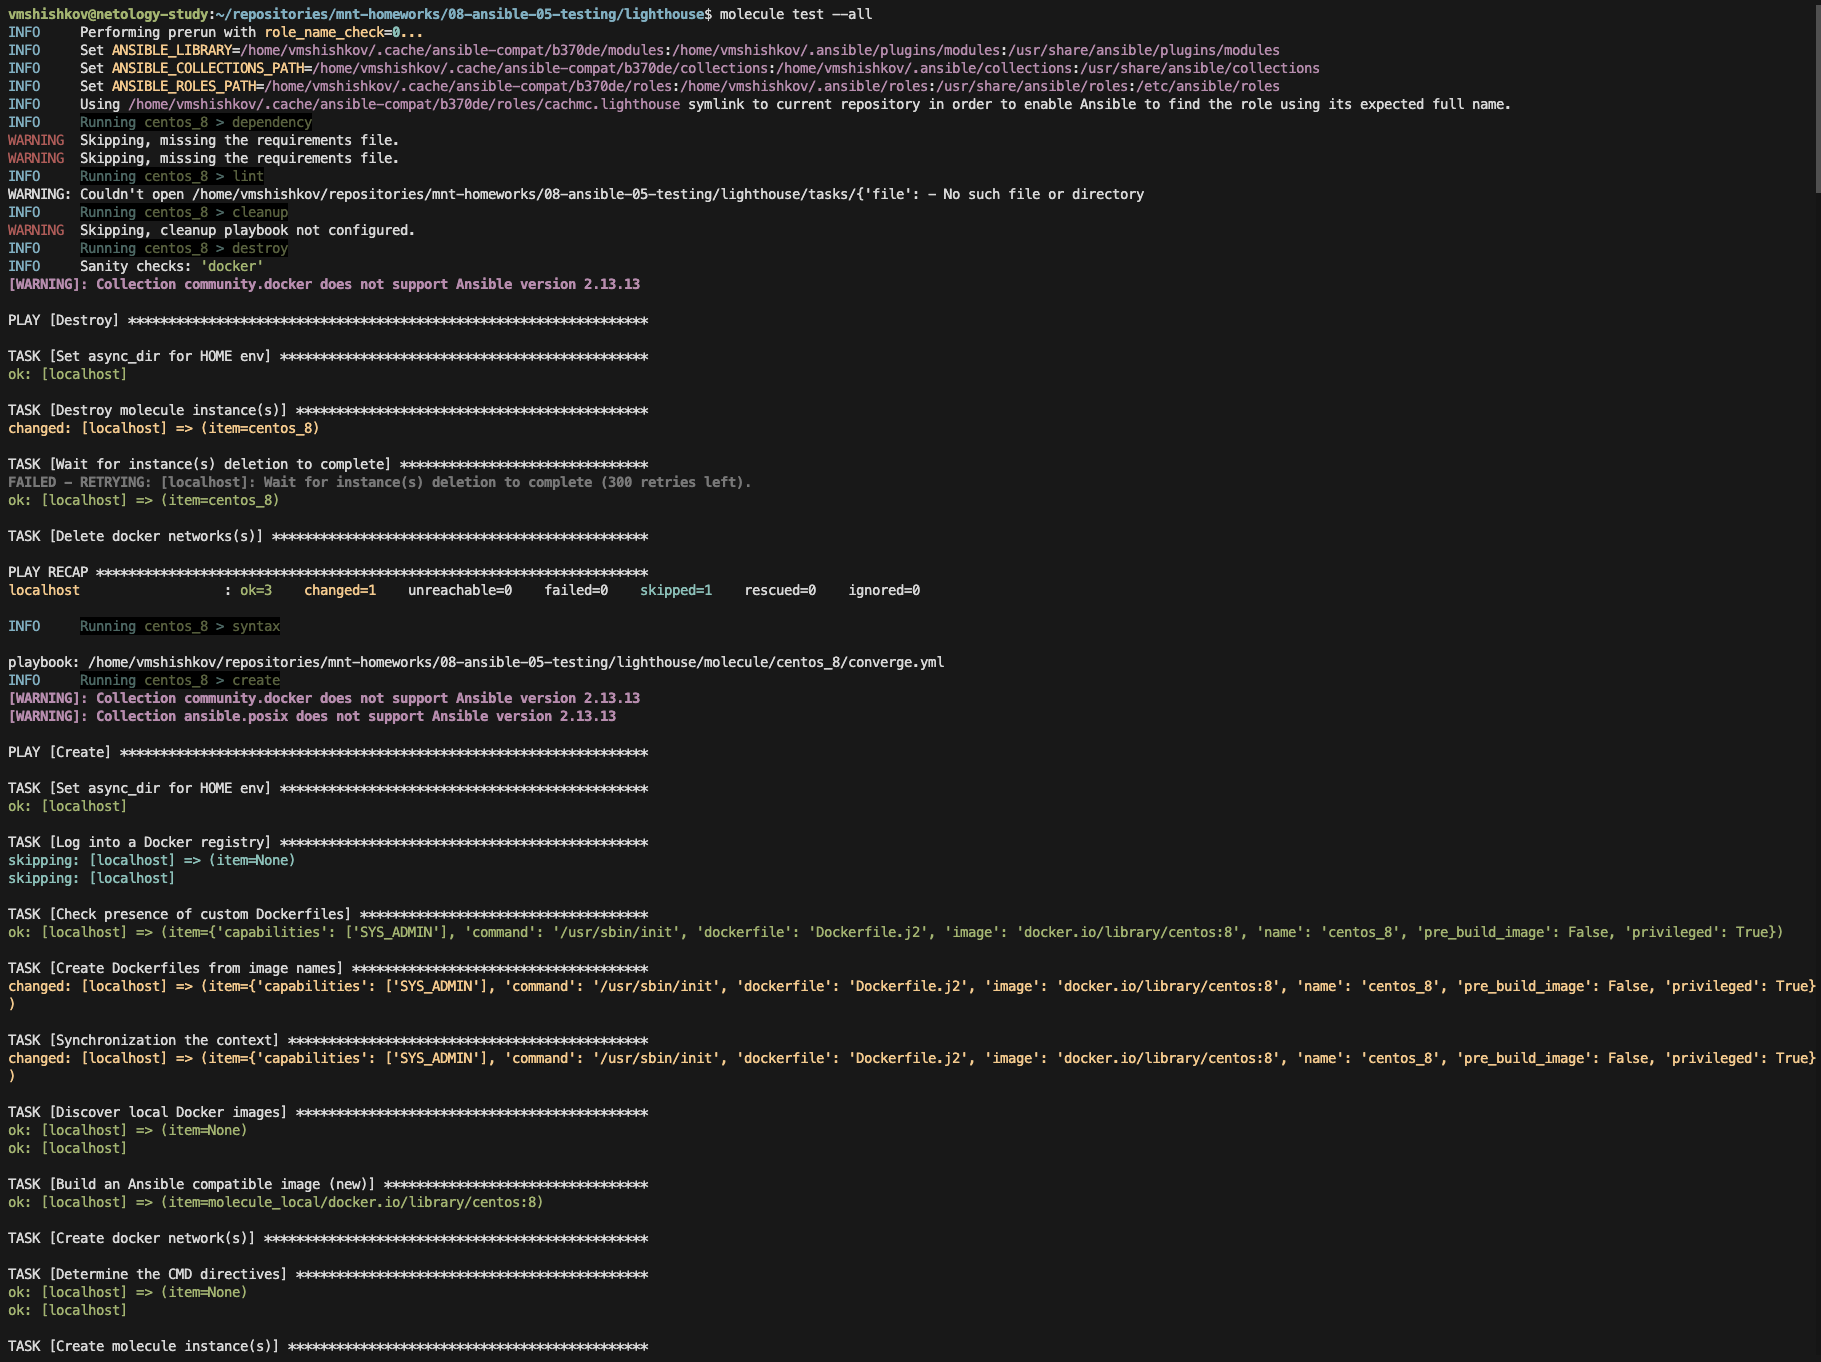 vmshishkov@netology-study:~/repositories/mnt-homeworks/08-ansible-05-testing/lighthouse$ molecule test --all
INFO     Performing prerun with role_name_check=0...
INFO     Set ANSIBLE_LIBRARY=/home/vmshishkov/.cache/ansible-compat/b370de/modules:/home/vmshishkov/.ansible/plugins/modules:/usr/share/ansible/plugins/modules
INFO     Set ANSIBLE_COLLECTIONS_PATH=/home/vmshishkov/.cache/ansible-compat/b370de/collections:/home/vmshishkov/.ansible/collections:/usr/share/ansible/collections
INFO     Set ANSIBLE_ROLES_PATH=/home/vmshishkov/.cache/ansible-compat/b370de/roles:/home/vmshishkov/.ansible/roles:/usr/share/ansible/roles:/etc/ansible/roles
INFO     Using /home/vmshishkov/.cache/ansible-compat/b370de/roles/cachmc.lighthouse symlink to current repository in order to enable Ansible to find the role using its expected full name.
INFO     Running centos_8 > dependency
WARNING  Skipping, missing the requirements file.
WARNING  Skipping, missing the requirements file.
INFO     Running centos_8 > lint
WARNING: Couldn't open /home/vmshishkov/repositories/mnt-homeworks/08-ansible-05-testing/lighthouse/tasks/{'file': - No such file or directory
INFO     Running centos_8 > cleanup
WARNING  Skipping, cleanup playbook not configured.
INFO     Running centos_8 > destroy
INFO     Sanity checks: 'docker'
[WARNING]: Collection community.docker does not support Ansible version 2.13.13
PLAY [Destroy] *****************************************************************
TASK [Set async_dir for HOME env] **********************************************
ok: [localhost]
TASK [Destroy molecule instance(s)] ********************************************
changed: [localhost] => (item=centos_8)
TASK [Wait for instance(s) deletion to complete] *******************************
FAILED - RETRYING: [localhost]: Wait for instance(s) deletion to complete (300 retries left).
ok: [localhost] => (item=centos_8)
TASK [Delete docker networks(s)] ***********************************************
PLAY RECAP *********************************************************************
localhost                  : ok=3    changed=1    unreachable=0    failed=0    skipped=1    rescued=0    ignored=0
INFO     Running centos_8 > syntax
playbook: /home/vmshishkov/repositories/mnt-homeworks/08-ansible-05-testing/lighthouse/molecule/centos_8/converge.yml
INFO     Running centos_8 > create
[WARNING]: Collection community.docker does not support Ansible version 2.13.13
[WARNING]: Collection ansible.posix does not support Ansible version 2.13.13
PLAY [Create] ******************************************************************
TASK [Set async_dir for HOME env] **********************************************
ok: [localhost]
TASK [Log into a Docker registry] **********************************************
skipping: [localhost] => (item=None)
skipping: [localhost]
TASK [Check presence of custom Dockerfiles] ************************************
ok: [localhost] => (item={'capabilities': ['SYS_ADMIN'], 'command': '/usr/sbin/init', 'dockerfile': 'Dockerfile.j2', 'image': 'docker.io/library/centos:8', 'name': 'centos_8', 'pre_build_image': False, 'privileged': True})
TASK [Create Dockerfiles from image names] *************************************
changed: [localhost] => (item={'capabilities': ['SYS_ADMIN'], 'command': '/usr/sbin/init', 'dockerfile': 'Dockerfile.j2', 'image': 'docker.io/library/centos:8', 'name': 'centos_8', 'pre_build_image': False, 'privileged': True}
)
TASK [Synchronization the context] *********************************************
changed: [localhost] => (item={'capabilities': ['SYS_ADMIN'], 'command': '/usr/sbin/init', 'dockerfile': 'Dockerfile.j2', 'image': 'docker.io/library/centos:8', 'name': 'centos_8', 'pre_build_image': False, 'privileged': True}
)
TASK [Discover local Docker images] ********************************************
ok: [localhost] => (item=None)
ok: [localhost]
TASK [Build an Ansible compatible image (new)] *********************************
ok: [localhost] => (item=molecule_local/docker.io/library/centos:8)
TASK [Create docker network(s)] ************************************************
TASK [Determine the CMD directives] ********************************************
ok: [localhost] => (item=None)
ok: [localhost]
TASK [Create molecule instance(s)] *********************************************